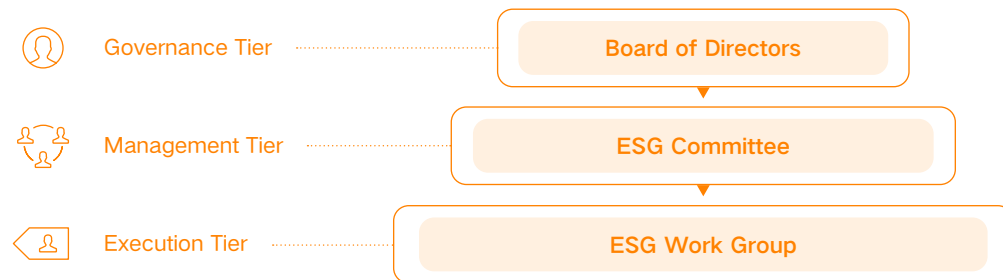 Governance Tier
Board of Directors
Management Tier
ESG Committee
Execution Tier
ESG Work Group